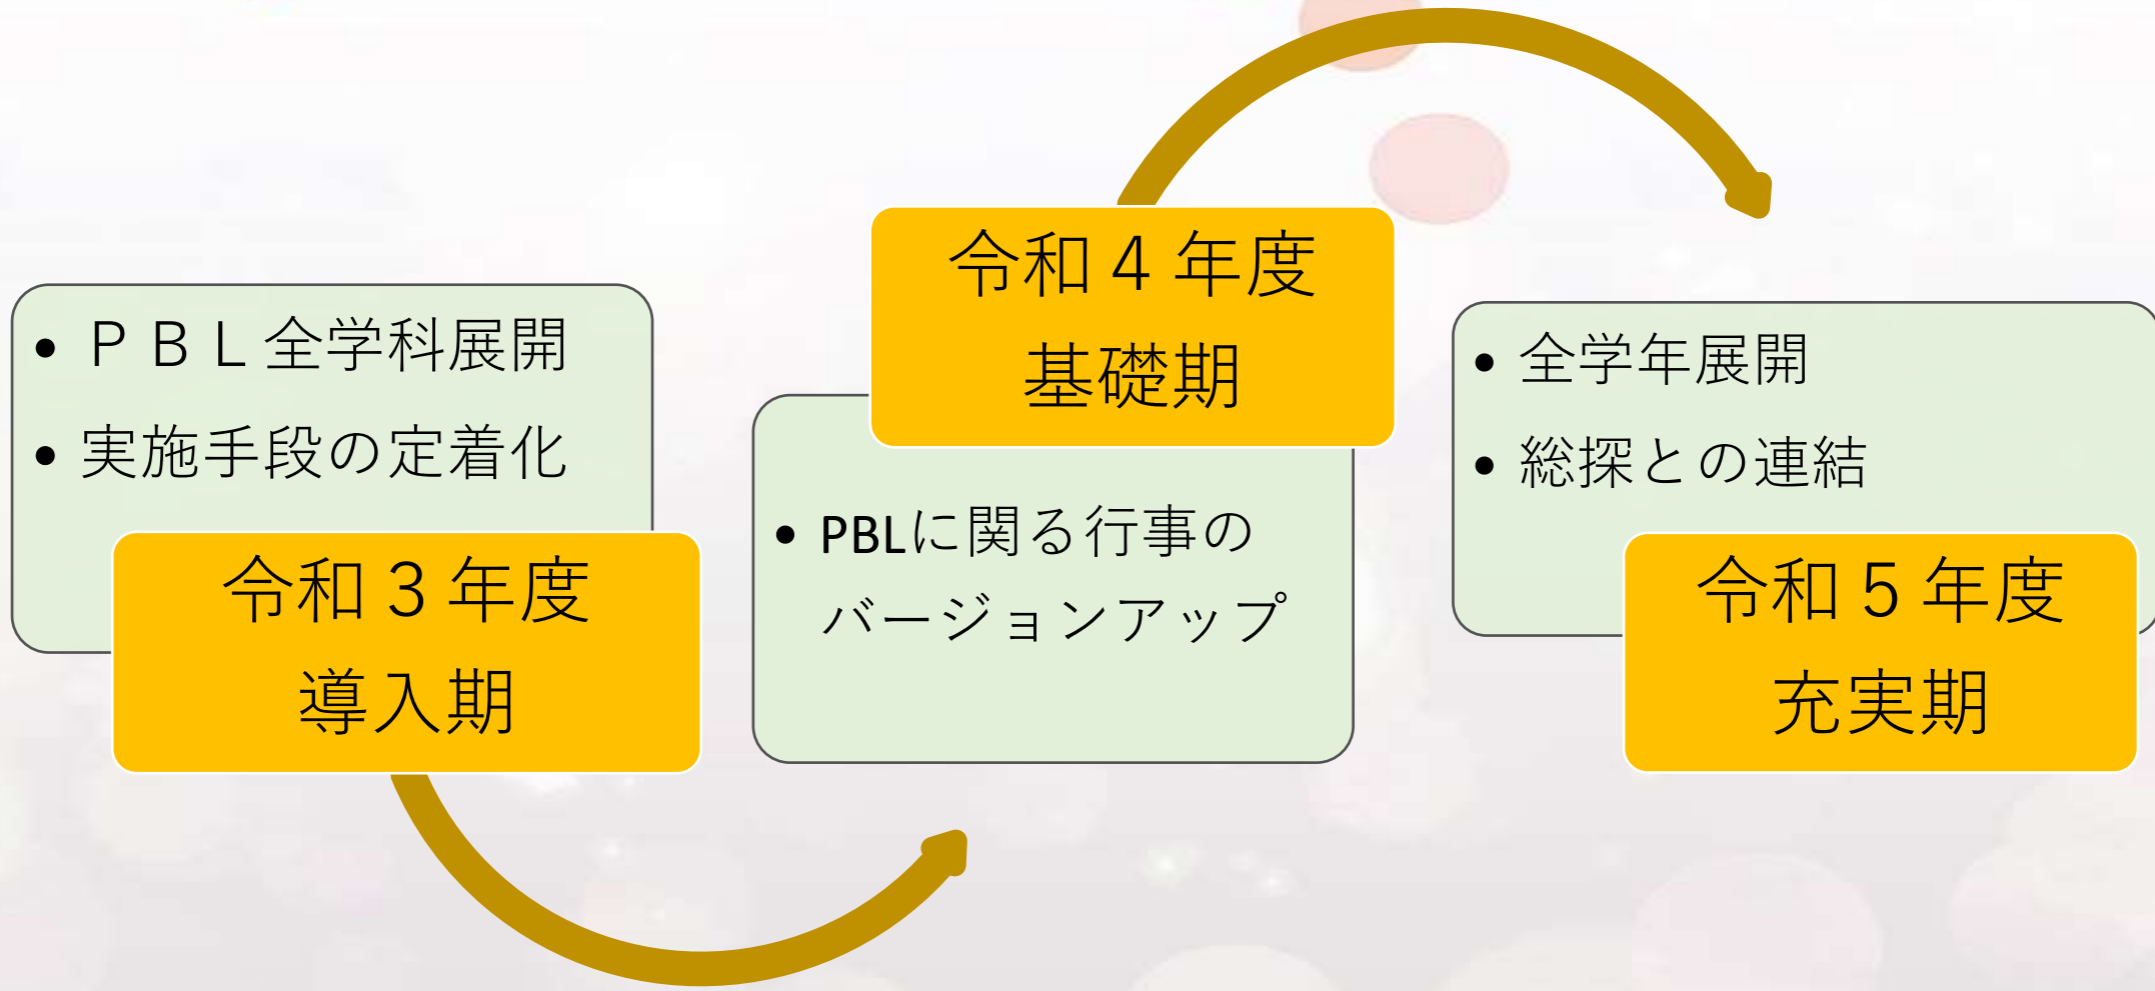 • ＰＢＬ全学科展開
• 実施手段の定着化
令和３年度
導入期
令和４年度
基礎期
• PBLに関る行事の
バージョンアップ
• 全学年展開
• 総探との連結
令和５年度
充実期